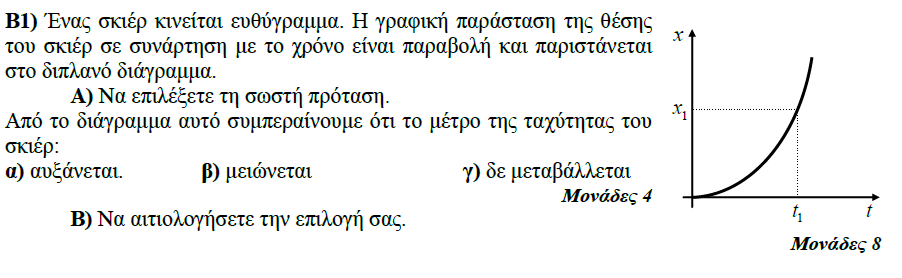 Β1) Ένας σκιέρ κινείται ευθύγραμμα. Η γραφική παράσταση της θέσης
του σκιέρ σε συνάρτηση με το χρόνο είναι παραβολή και παριστάνεται
στο διπλανό διάγραμμα.
Α) Να επιλέξετε τη σωστή πρόταση.
Από το διάγραμμα αυτό συμπεραίνουμε ότι το μέτρο της ταχύτητας του
σκιέρ:
α) αυξάνεται. β) μειώνεται γ) δε μεταβάλλεται
Μονάδες 4
Β) Να αιτιολογήσετε την επιλογή σας.
x
x1
t1 t
Μονάδες 8